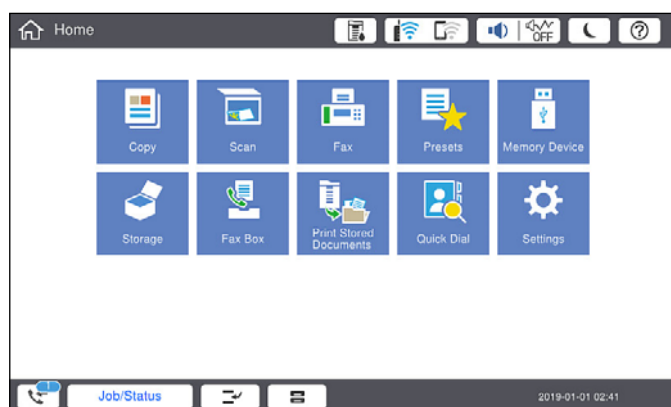 Home
OFF
Copy
Scan
Fax
Presets
Memory Device
Storage
Fax Box
Print Stored
Documents
Quick Dial
Settings
1
Job/Status
2019-01-01 02:41